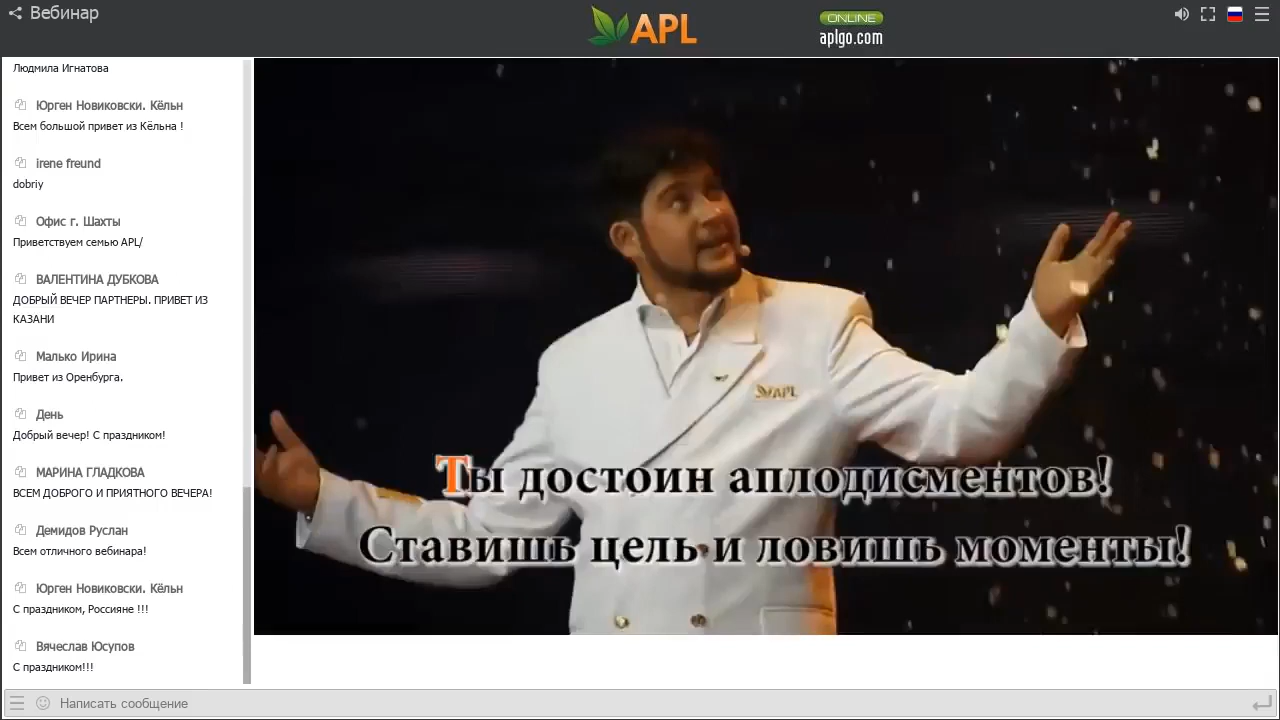 Вебинар
APL
ONLINE
aplgo.com
Людмила Игнатова
Юрген Новиковски. Кёльн
Всем большой привет из Кёльна !
irene freund
dobriy
Офис г. Шахты
Приветствуем семью APL/
ВАЛЕНТИНА ДУБКОВА
ДОБРЫЙ ВЕЧЕР ПАРТНЕРЫ. ПРИВЕТ ИЗ
КАЗАНИ
Малько Ирина
Привет из Оренбурга.
День
Добрый вечер! С праздником!
МАРИНА ГЛАДКОВА
ВСЕМ ДОБРОГО И ПРИЯТНОГО ВЕЧЕРА!
Демидов Руслан
Всем отличного вебинара!
Юрген Новиковски. Кёльн
С праздником, Россияне !!!
Вячеслав Юсупов
С праздником!!!
APL
Ты достоин аплодисментов!
Ставишь цель и ловишь моменты!
Написать сообщение